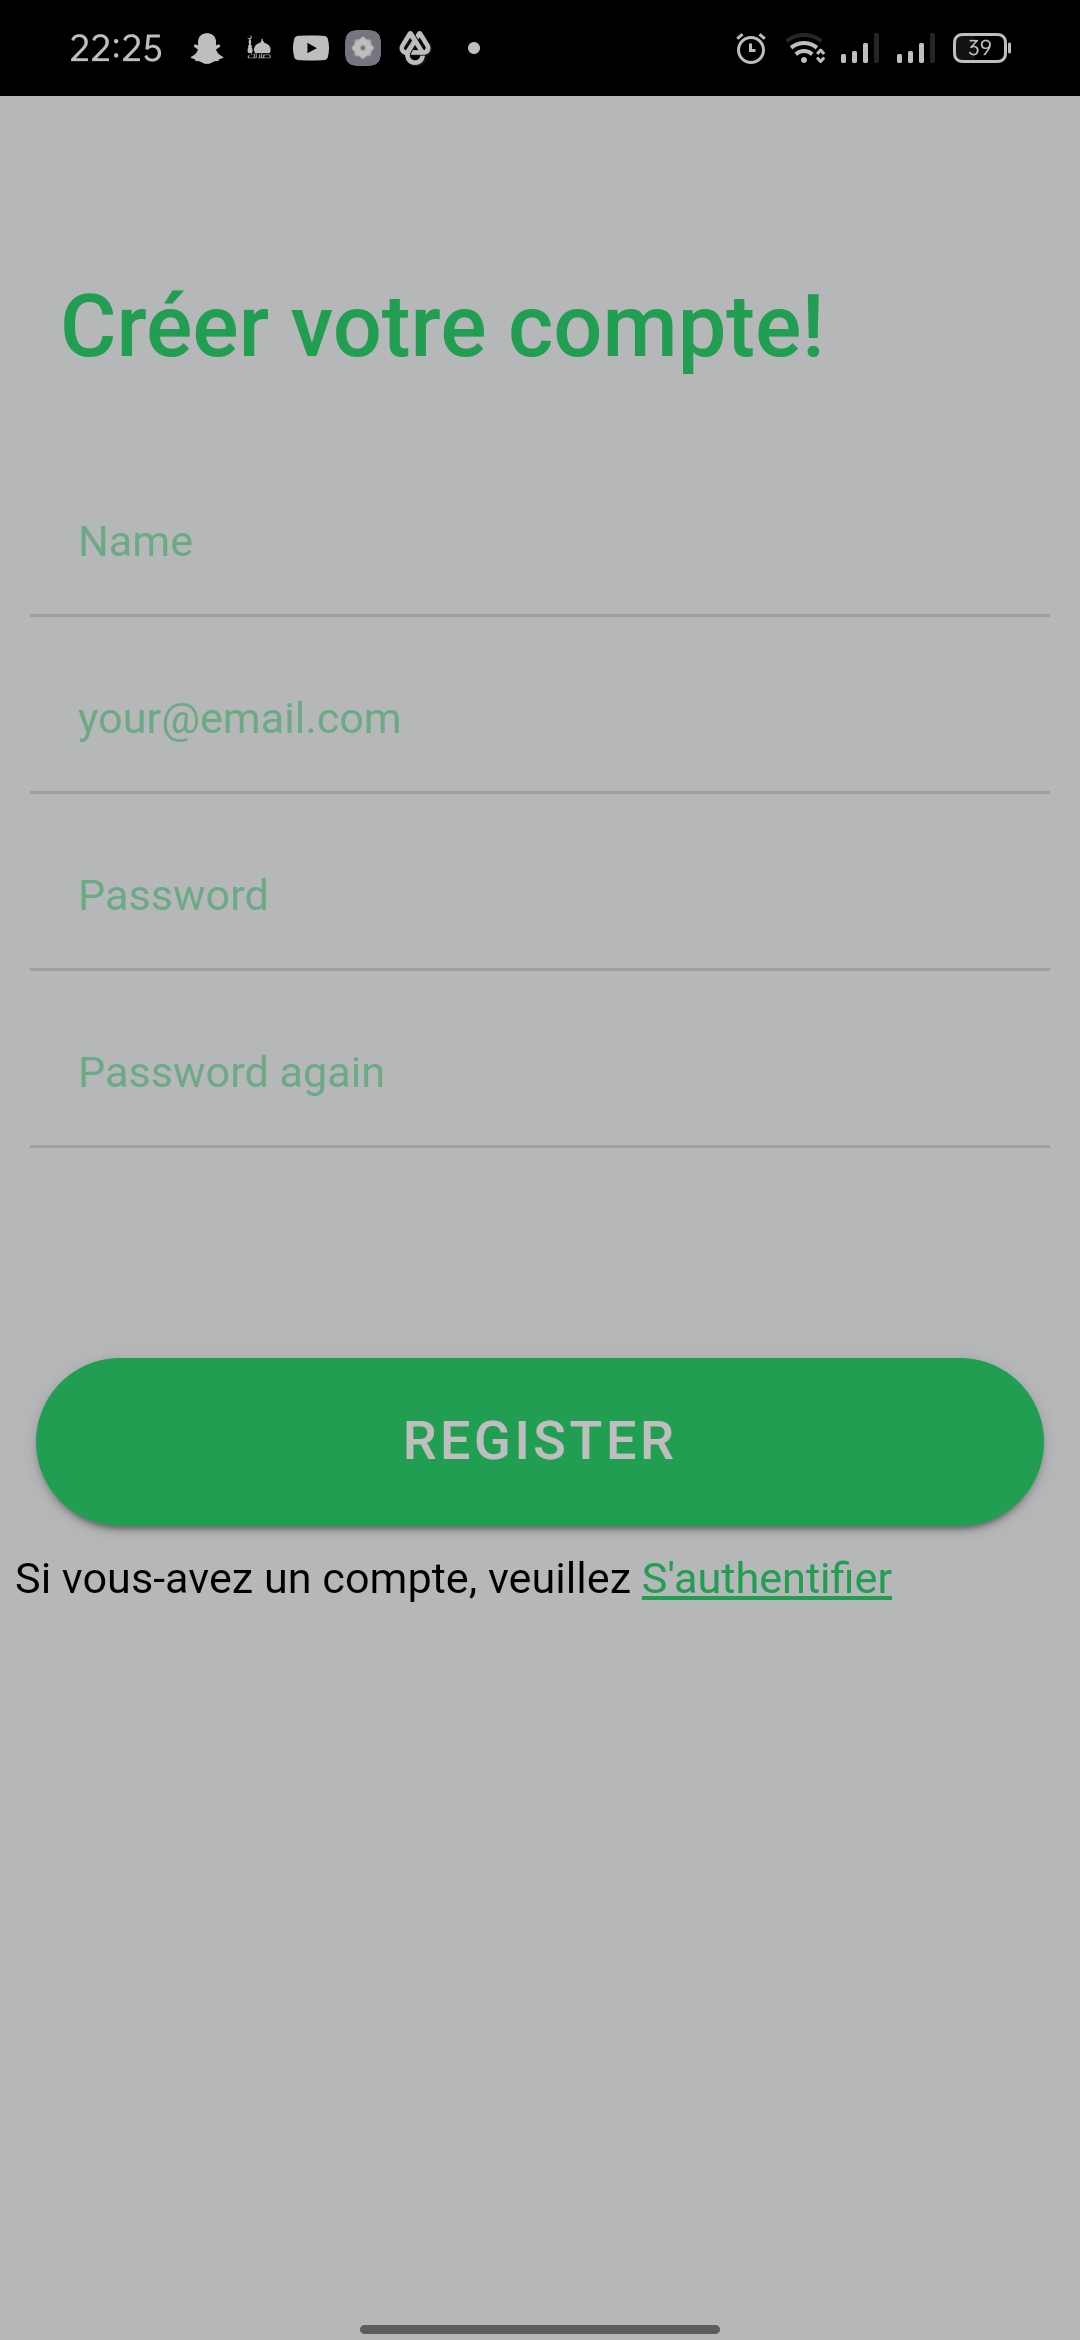 22:25
39
Créer votre compte!
Name
your@email.com
Password
Password again
REGISTER
Si vous-avez un compte, veuillez S'authentifier